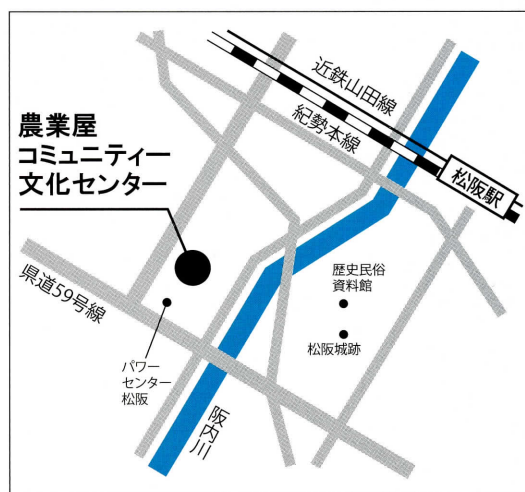 近鉄山田線
紀勢本線
松阪駅
農業屋
コミュニティー
文化センター
県道59号線
パワー
センター
松阪
歴史民俗
資料館
松阪城跡
阪内川